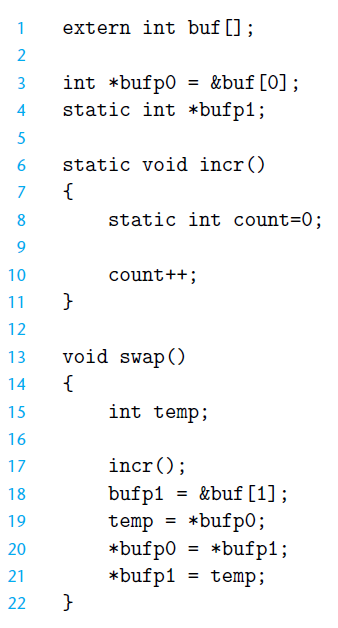 1 extern int buf[];
2
3 int *bufp0 = &buf[0];
4 static int *bufp1;
5
6 static void incr()
7 {
8     static int count=0;
9
10     count++;
11 }
12
13 void swap()
14 {
15     int temp;
16
17     incr();
18     bufp1 = &buf[1];
19     temp = *bufp0;
20     *bufp0 = *bufp1;
21     *bufp1 = temp;
22 }